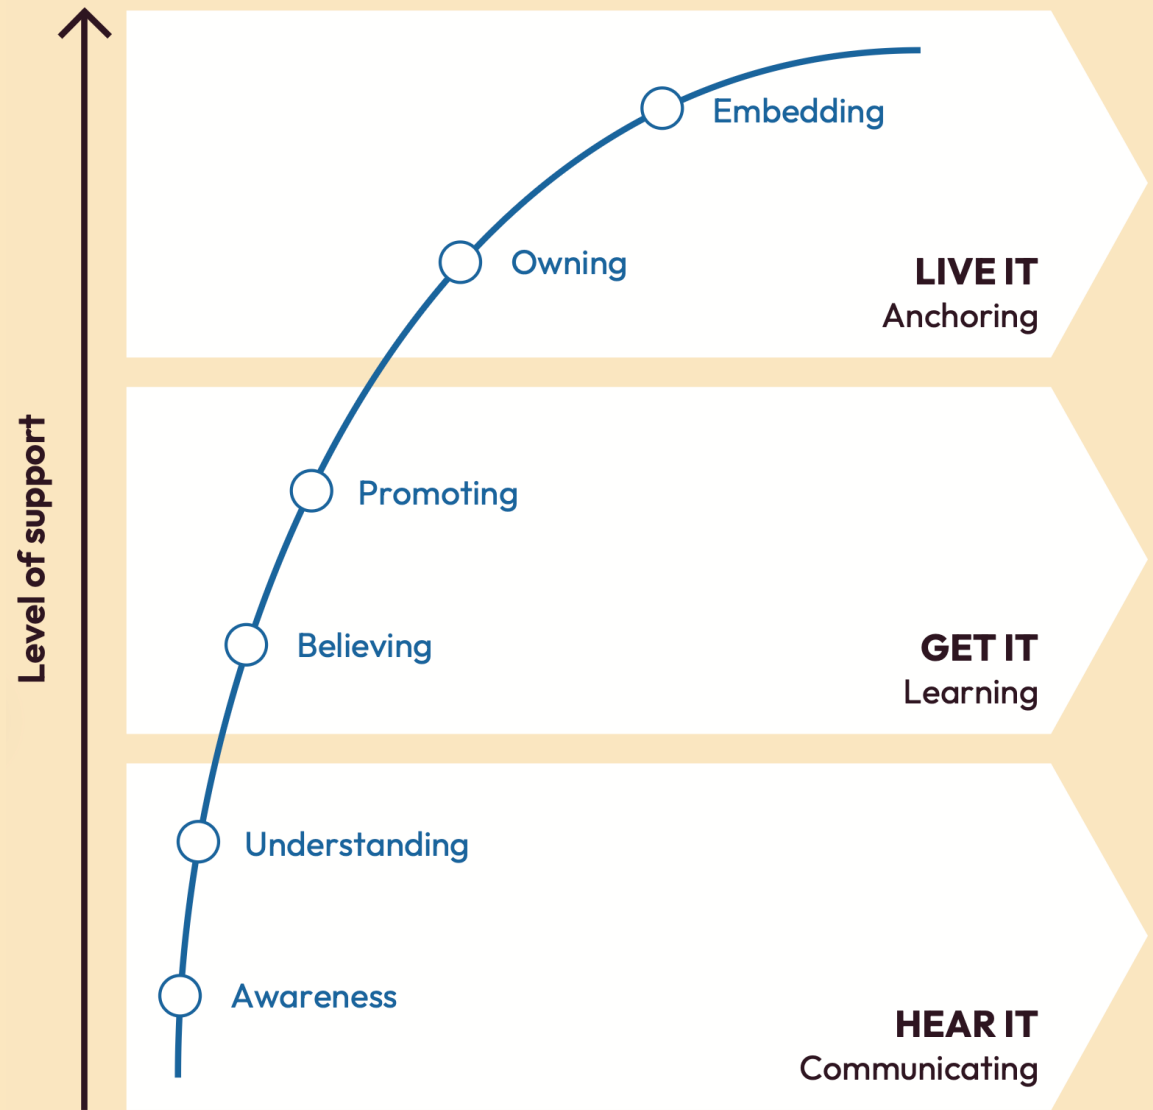 Level of support
Embedding
Owning
LIVE IT
Anchoring
Promoting
Believing
GET IT
Learning
Understanding
Awareness
HEAR IT
Communicating